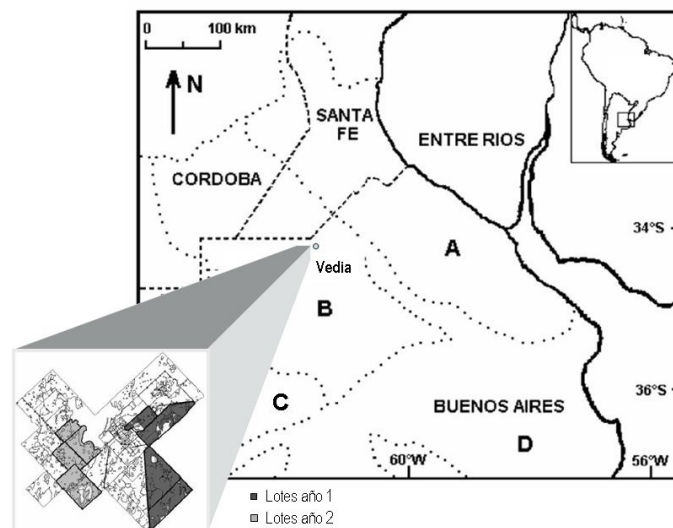 0 100 km
N
SANTA
FE
ENTRE RIOS
CORDOBA
34°S
A
Vedia
B
36°S
C
BUENOS AIRES
D
60°W 56°W
Lotes año 1
Lotes año 2